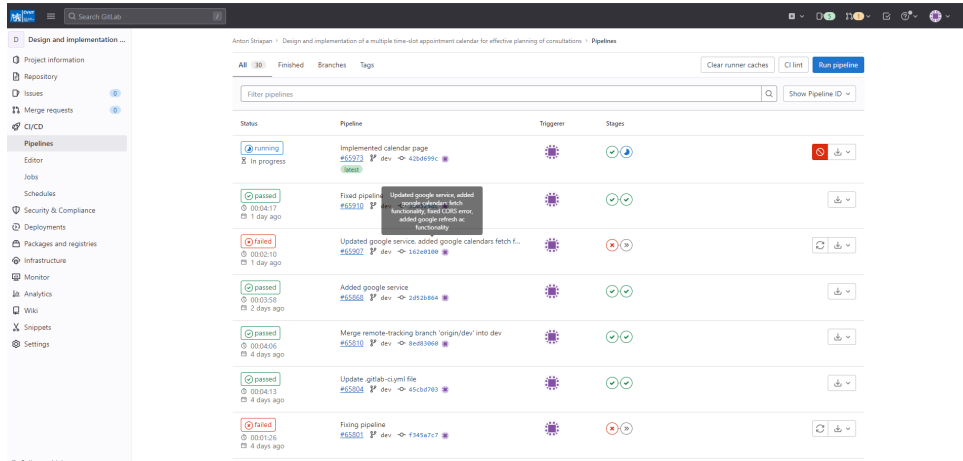 Search GitLab
/
5
1
D Design and implementation ...
Project information
Repository
Issues 0
Merge requests 0
CI/CD
Pipelines
Editor
Jobs
Schedules
Security & Compliance
Deployments
Packages and registries
Infrastructure
Monitor
Analytics
Wiki
Snippets
Settings
Anton Strapan > Design and implementation of a multiple time-slot appointment calendar for effective planning of consultations > Pipelines
All 30 Finished Branches Tags
Clear runner caches CI lint Run pipeline
Filter pipelines
Show Pipeline ID
Status Pipeline Triggerer Stages
running Implemented calendar page
In progress #65973 dev 42bd699c
latest
passed Fixed pipeline
00:04:17 #65910 dev
1 day ago
Updated google service, added
google calendars fetch
functionality, fixed CORS error,
added google refresh ac
functionality
failed Updated google service, added google calendars fetch f...
00:02:10 #65907 dev 162e0100
1 day ago
passed Added google service
00:03:58 #65868 dev 2d52b864
2 days ago
passed Merge remote-tracking branch 'origin/dev' into dev
00:04:06 #65810 dev 8ed83060
4 days ago
passed Update .gitlab-ci.yml file
00:04:13 #65804 dev 45cbd703
4 days ago
failed Fixing pipeline
00:01:26 #65801 dev f345a7c7
4 days ago